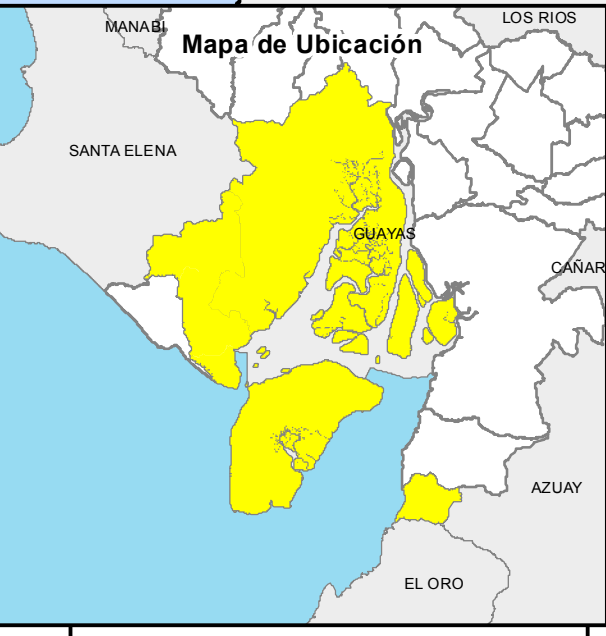 LOS RIOS
MANABI
Mapa de Ubicación
SANTA ELENA
GUAYAS
CAÑAR
AZUAY
EL ORO